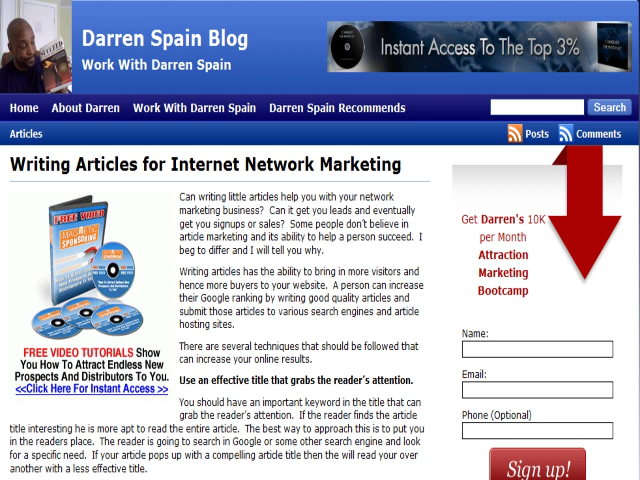 Darren Spain Blog
Work With Darren Spain
Instant Access To The Top 3%
Home About Darren Work With Darren Spain Darren Spain Recommends Search
Articles Posts Comments
Writing Articles for Internet Network Marketing
FREE VIDEO
MAGNETIC
SPONSORING
FREE VIDEO TUTORIALS Show
You How To Attract Endless New
Prospects And Distributors To You.
<<Click Here For Instant Access >>
Can writing little articles help you with your network
marketing business? Can it get you leads and eventually
get you signups or sales? Some people don't believe in
article marketing and its ability to help a person succeed. I
beg to differ and I will tell you why.
Writing articles has the ability to bring in more visitors and
hence more buyers to your website. A person can increase
their Google ranking by writing good quality articles and
submit those articles to various search engines and article
hosting sites.
There are several techniques that should be followed that
can increase your online results.
Use an effective title that grabs the reader's attention.
You should have an important keyword in the title that can
grab the reader's attention. If the reader finds the article
title interesting he is more apt to read the entire article. The best way to approach this is to put you
in the readers place. The reader is going to search in Google or some other search engine and look
for a specific need. If your article pops up with a compelling article title then the will read your over
another with a less effective title.
Get Darren's 10K
per Month
Attraction
Marketing
Bootcamp
Name:
Email:
Phone (Optional)
Sign up!